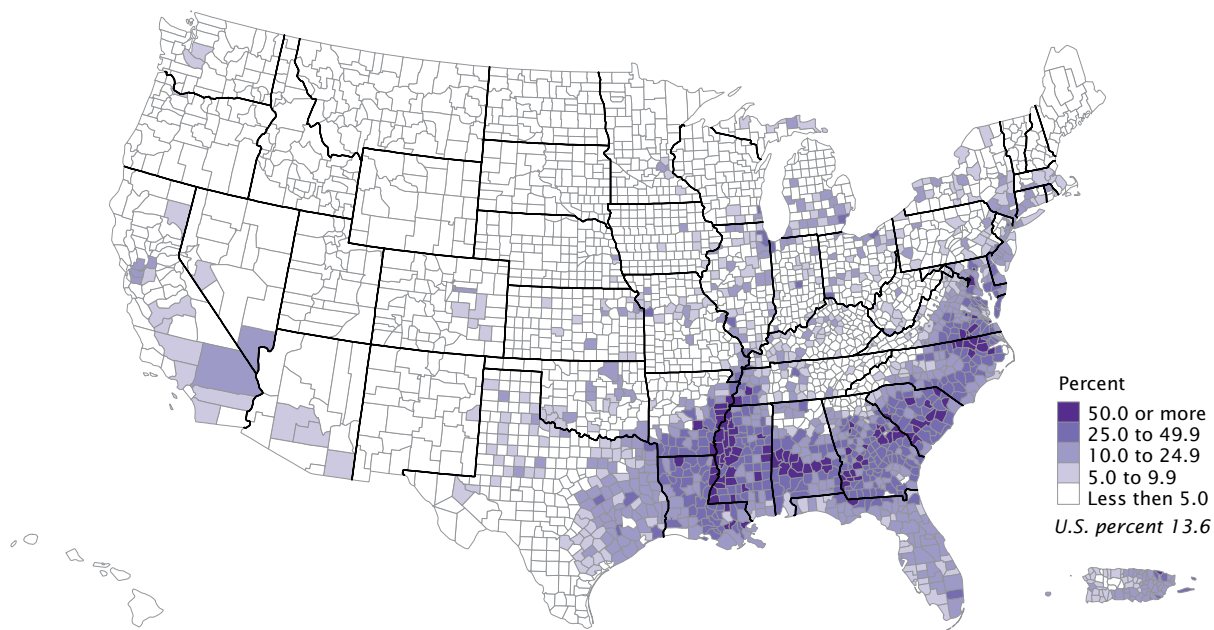 Percent
50.0 or more
25.0 to 49.9
10.0 to 24.9
5.0 to 9.9
Less then 5.0
U.S. percent 13.6